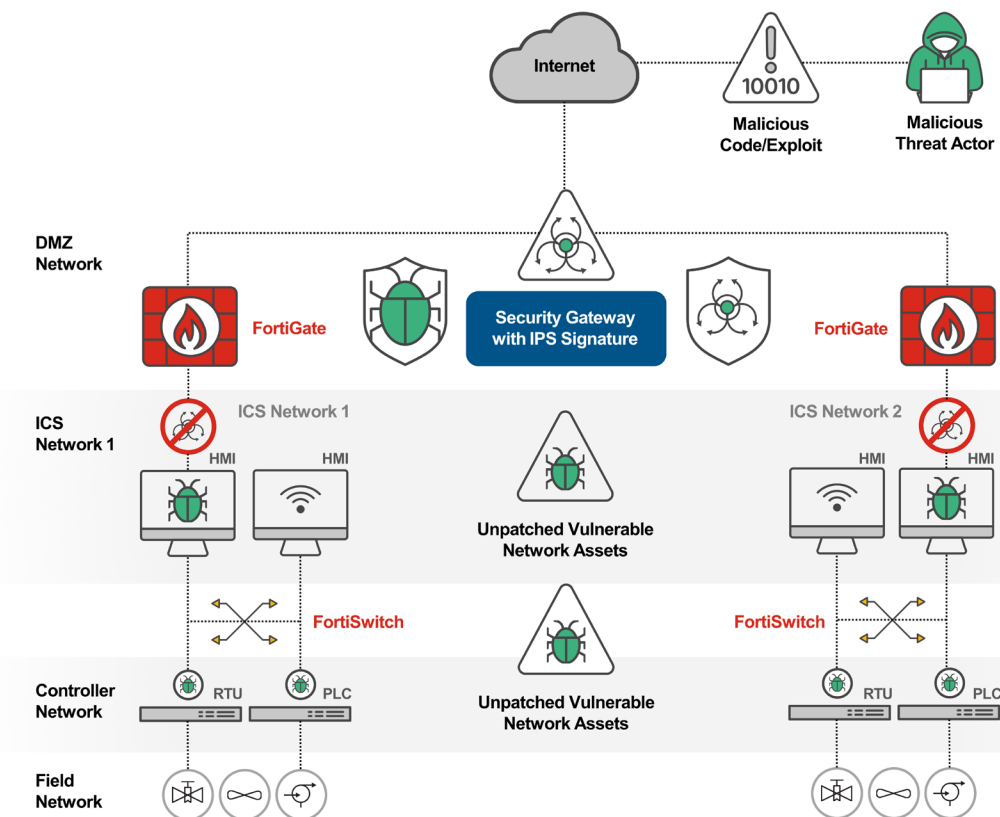 Internet
10010
Malicious
Code/Exploit
Malicious
Threat Actor
DMZ
Network
FortiGate
Security Gateway
with IPS Signature
FortiGate
ICS
Network 1
ICS Network 1
ICS Network 2
HMI
HMI
HMI
HMI
Unpatched Vulnerable
Network Assets
FortiSwitch
FortiSwitch
Controller
Network
RTU
PLC
Unpatched Vulnerable
Network Assets
RTU
PLC
Field
Network